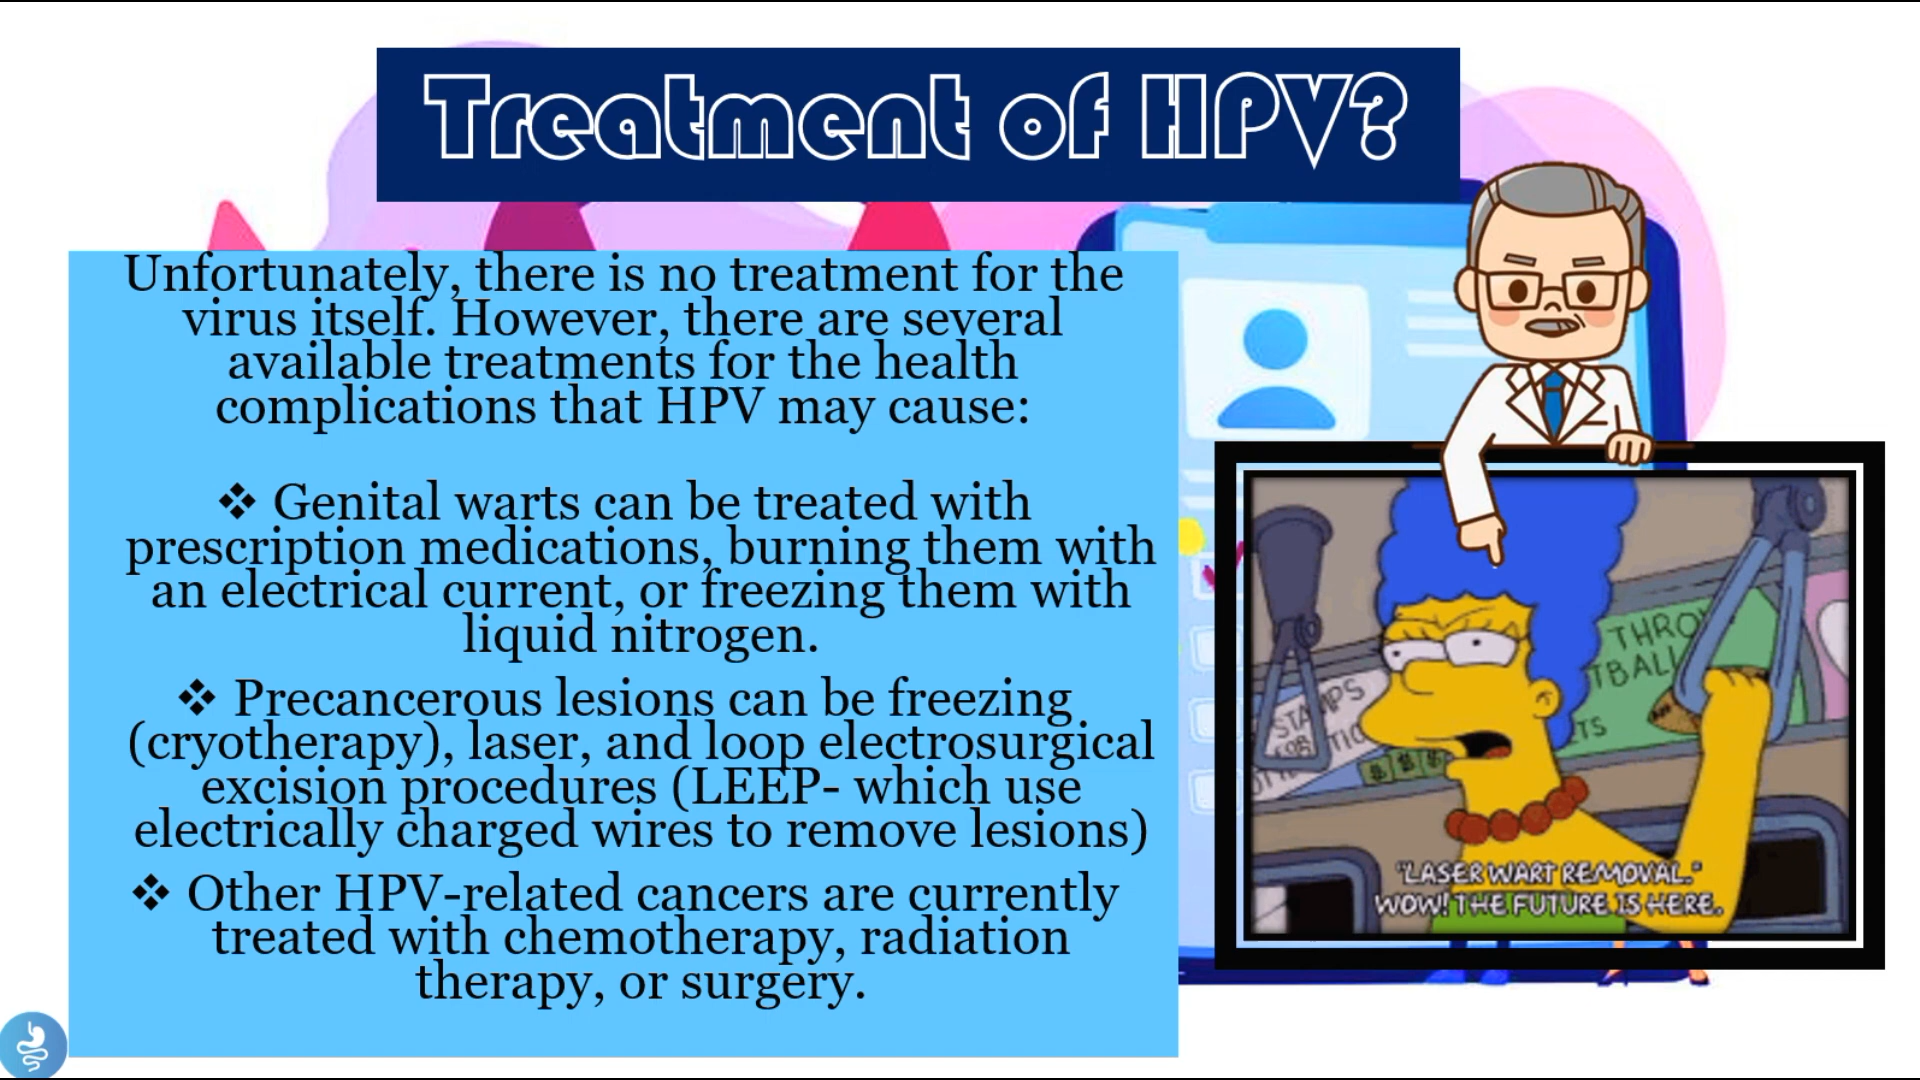 Treatment of HPV?
Unfortunately, there is no treatment for the
virus itself. However, there are several
available treatments for the health
complications that HPV may cause:
❖ Genital warts can be treated with
prescription medications, burning them with
an electrical current, or freezing them with
liquid nitrogen.
❖ Precancerous lesions can be freezing
(cryotherapy), laser, and loop electrosurgical
excision procedures (LEEP- which use
electrically charged wires to remove lesions)
❖ Other HPV-related cancers are currently
treated with chemotherapy, radiation
therapy, or surgery.
STAMPS
FOR
$ $ $
"LASER WART REMOVAL."
WOW! THE FUTURE IS HERE.